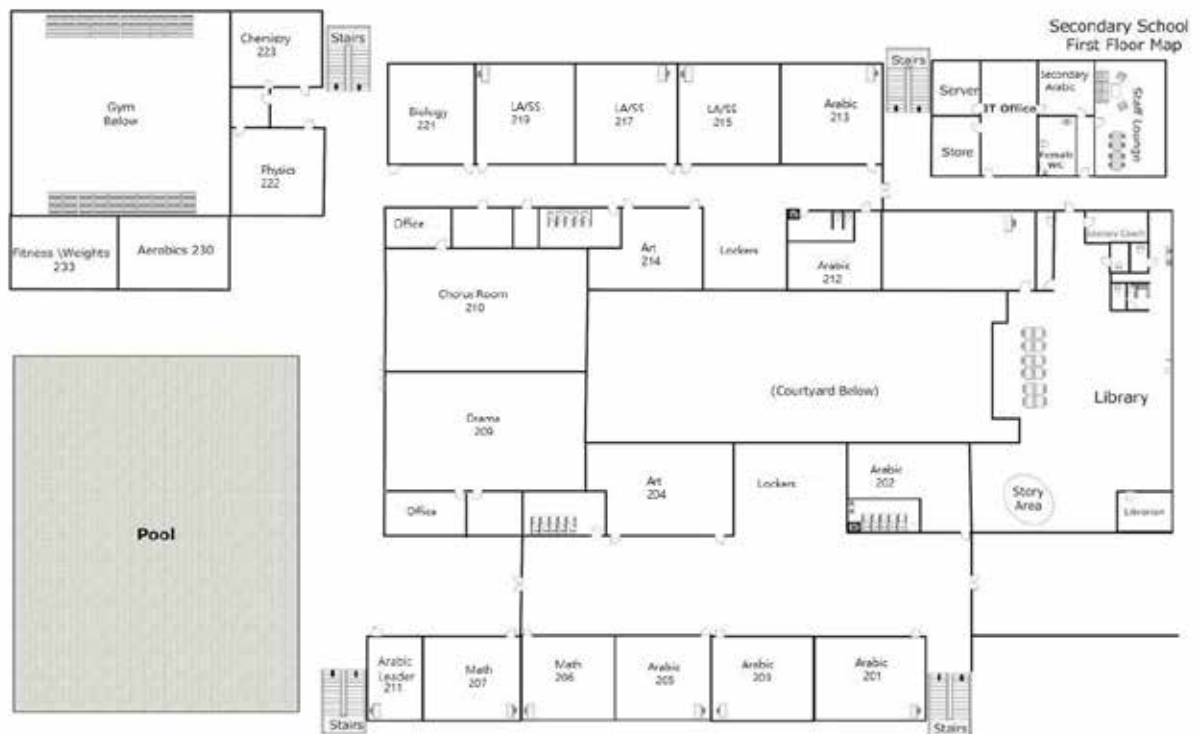 Secondary School
First Floor Map
Chemistry
223
Stairs
Gym
Below
Physics
222
Fitness \Weights
233
Aerobics 230
Biology
221
LA/SS
219
LA/SS
217
LA/SS
215
Arabic
213
Stairs
Server
IT Office
Secondary
Arabic
Staff Lounge
Store
Female
WC
Office
Art
214
Lockers
Arabic
212
Literacy Coach
Chorus Room
210
(Courtyard Below)
Library
Drama
209
Office
Art
204
Lockers
Arabic
202
Story
Area
Librarian
Pool
Arabic
Leader
211
Math
207
Math
206
Arabic
205
Arabic
203
Arabic
201
Stairs
Stairs